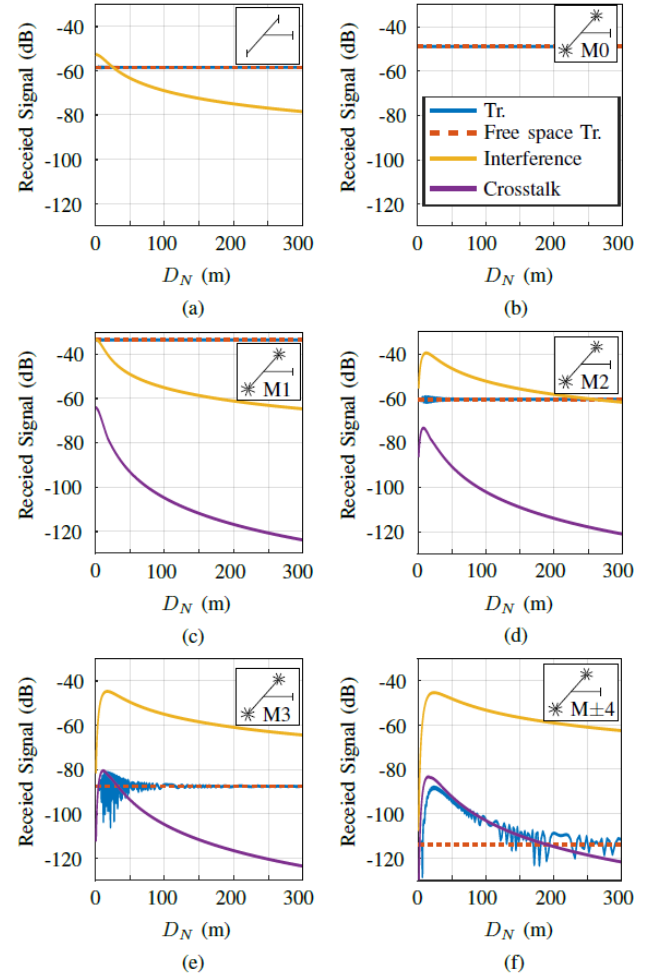 Receied Signal (dB)
-40
-60
-80
-100
-120
0 100 200 300
D_N (m)
(a)
Receied Signal (dB)
-40
-60
-80
-100
-120
M0
Tr.
Free space Tr.
Interference
Crosstalk
0 100 200 300
D_N (m)
(b)
Receied Signal (dB)
-40
-60
-80
-100
-120
M1
0 100 200 300
D_N (m)
(c)
Receied Signal (dB)
-40
-60
-80
-100
-120
M2
0 100 200 300
D_N (m)
(d)
Receied Signal (dB)
-40
-60
-80
-100
-120
M3
0 100 200 300
D_N (m)
(e)
Receied Signal (dB)
-40
-60
-80
-100
-120
M±4
0 100 200 300
D_N (m)
(f)